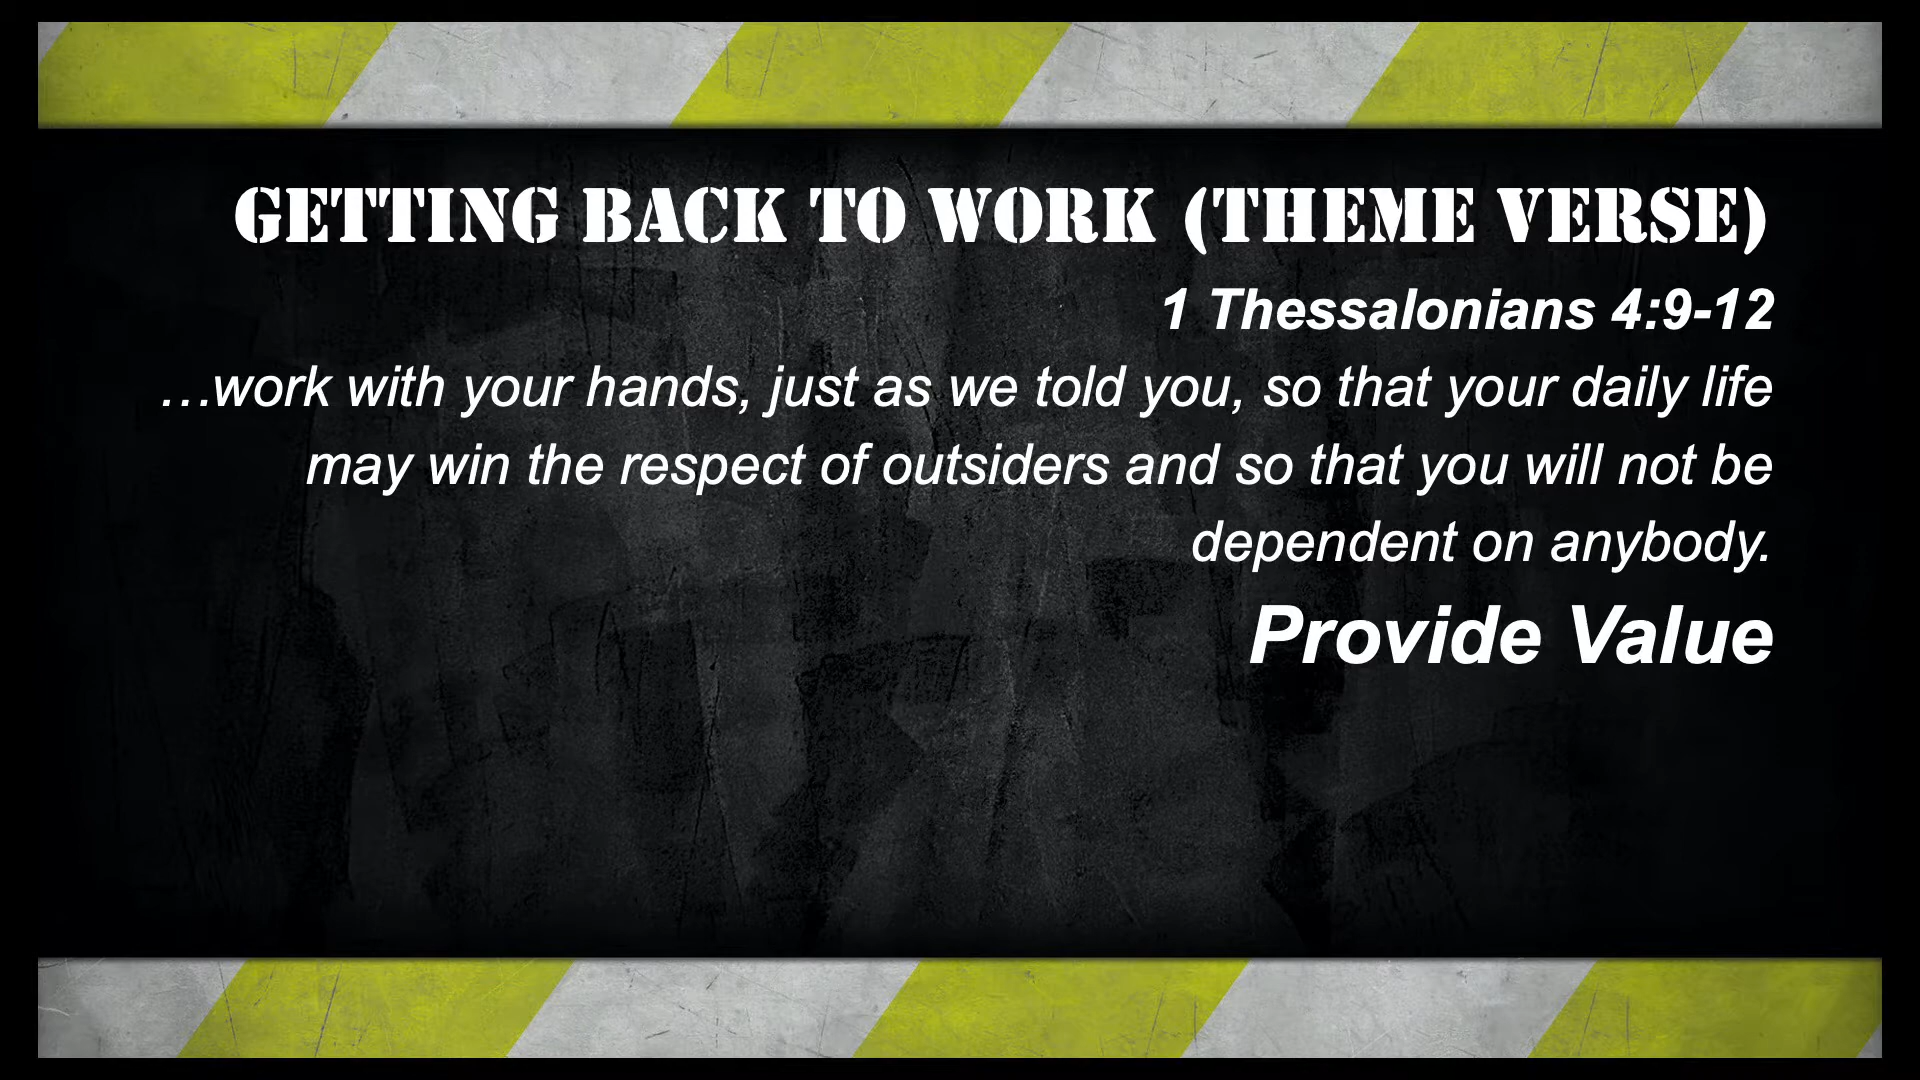 GETTING BACK TO WORK (THEME VERSE)
1 Thessalonians 4:9-12
…work with your hands, just as we told you, so that your daily life
may win the respect of outsiders and so that you will not be
dependent on anybody.
Provide Value